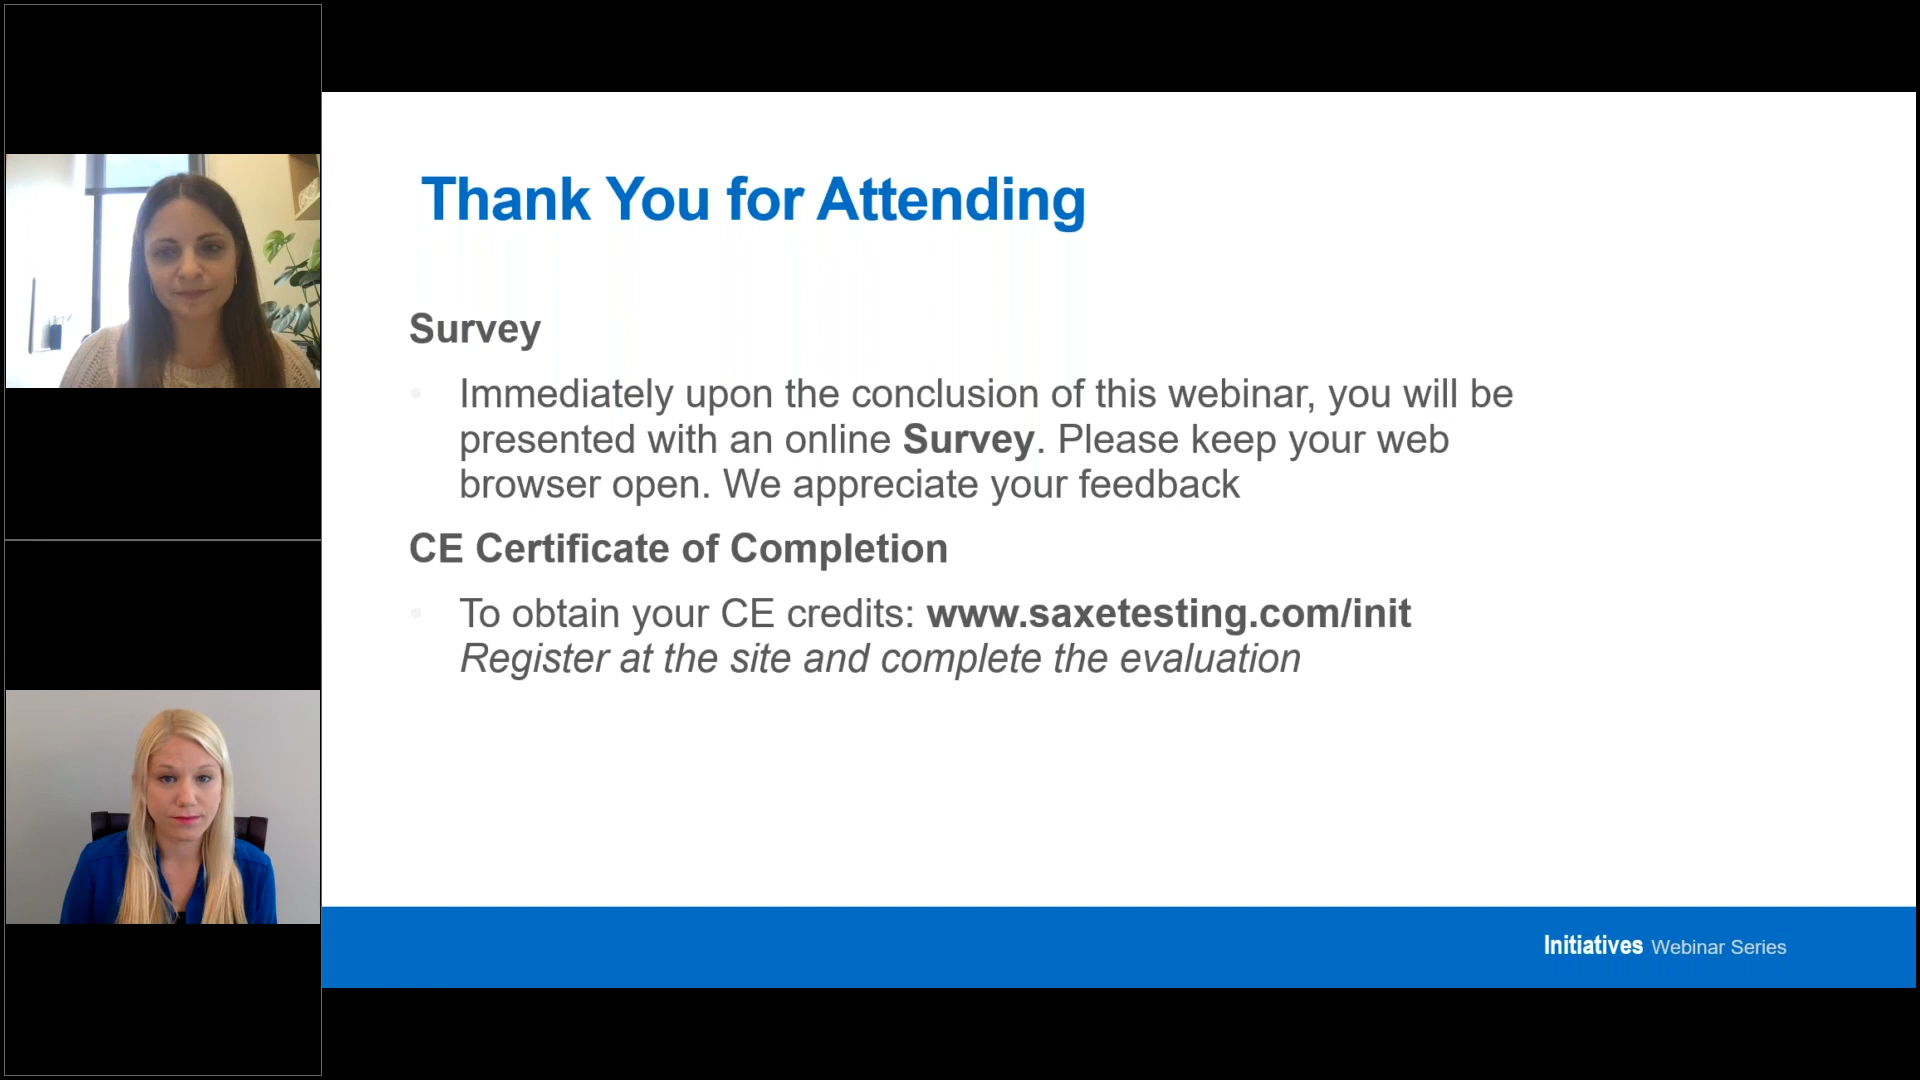 Thank You for Attending
Survey
Immediately upon the conclusion of this webinar, you will be
presented with an online Survey. Please keep your web
browser open. We appreciate your feedback
CE Certificate of Completion
To obtain your CE credits: www.saxetesting.com/init
Register at the site and complete the evaluation
Initiatives Webinar Series